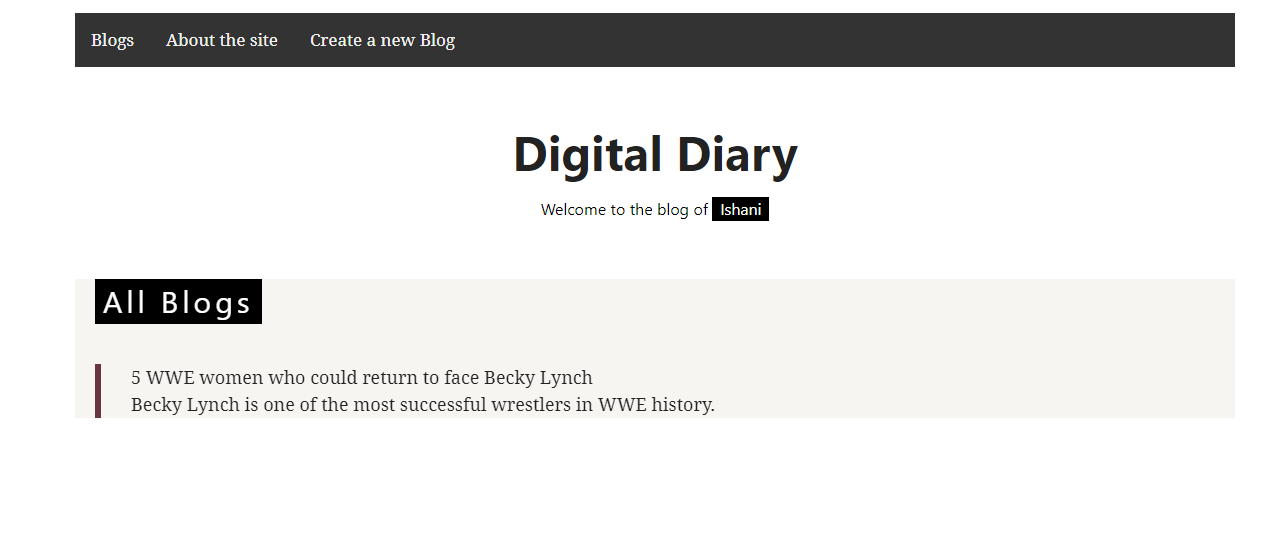 Blogs About the site Create a new Blog
Digital Diary
Welcome to the blog of Ishani
All Blogs
5 WWE women who could return to face Becky Lynch
Becky Lynch is one of the most successful wrestlers in WWE history.